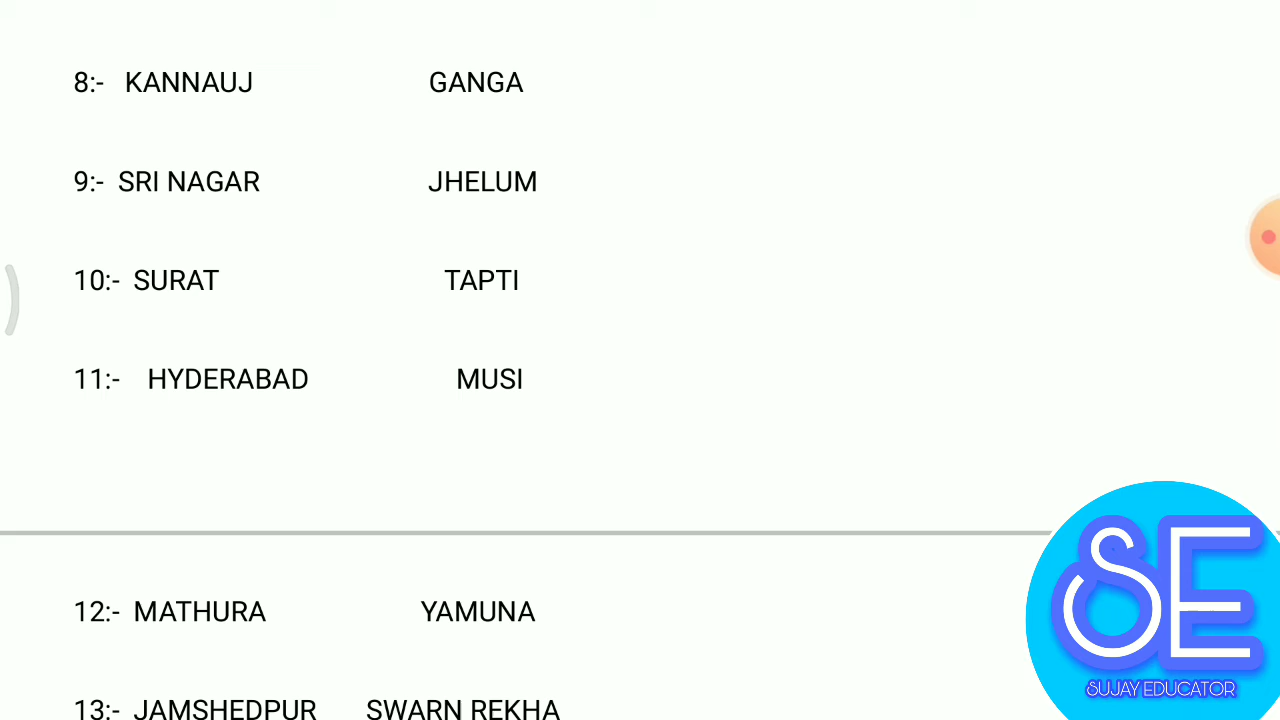 8:- KANNAUJ GANGA
9:- SRI NAGAR JHELUM
10:- SURAT TAPTI
11:- HYDERABAD MUSI
12:- MATHURA YAMUNA
13:- JAMSHEDPUR SWARN REKHA
SE
SUJAY EDUCATOR